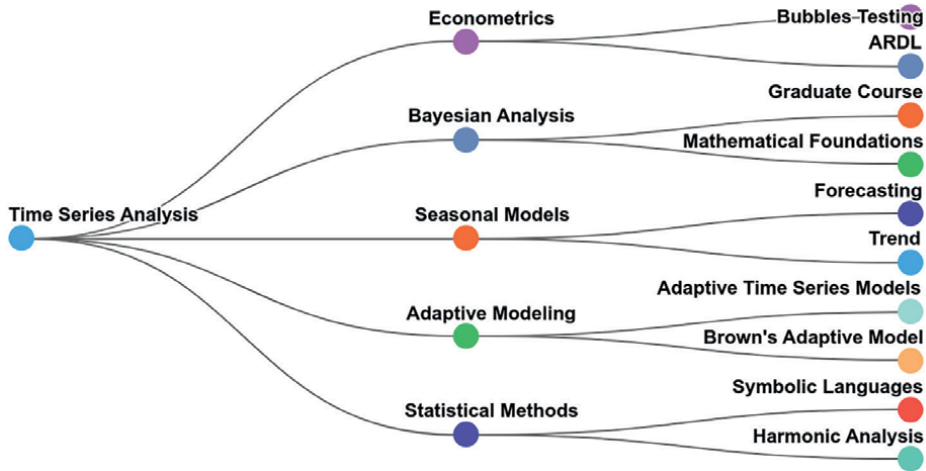 Time Series Analysis
Econometrics
Bubbles Testing
ARDL
Bayesian Analysis
Graduate Course
Mathematical Foundations
Seasonal Models
Forecasting
Trend
Adaptive Modeling
Adaptive Time Series Models
Brown's Adaptive Model
Statistical Methods
Symbolic Languages
Harmonic Analysis